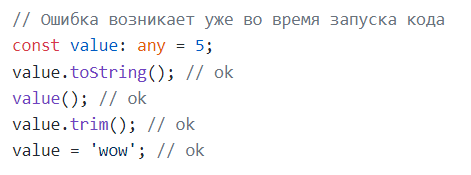 // Ошибка возникает уже во время запуска кода
const value: any = 5;
value.toString(); // ok
value(); // ok
value.trim(); // ok
value = 'wow'; // ok